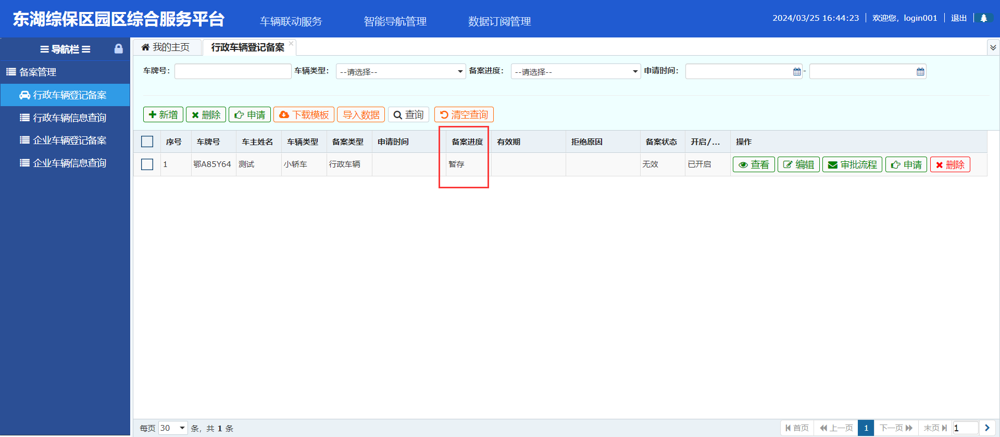 东湖综保区园区综合服务平台 车辆联动服务 智能导航管理 数据订阅管理 2024/03/25 16:44:23 欢迎您，login001 退出
导航栏
备案管理
行政车辆登记备案
行政车辆信息查询
企业车辆登记备案
企业车辆信息查询
我的主页 行政车辆登记备案
车牌号： 车辆类型： --请选择-- 备案进度： --请选择-- 申请时间： -
新增 删除 申请 下载模板 导入数据 查询 清空查询
序号 车牌号 车主姓名 车辆类型 备案类型 申请时间 备案进度 有效期 拒绝原因 备案状态 开启/... 操作
1 鄂A85Y64 测试 小轿车 行政车辆 暂存 无效 已开启 查看 编辑 审批流程 申请 删除
每页 30 条，共 1 条 首页 上一页 1 下一页 末页 1